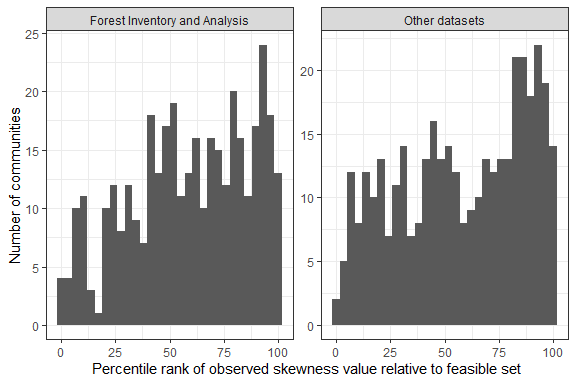 Forest Inventory and Analysis
Other datasets
Number of communities
25
20
15
10
5
0
20
15
10
5
0
0 25 50 75 100
0 25 50 75 100
Percentile rank of observed skewness value relative to feasible set